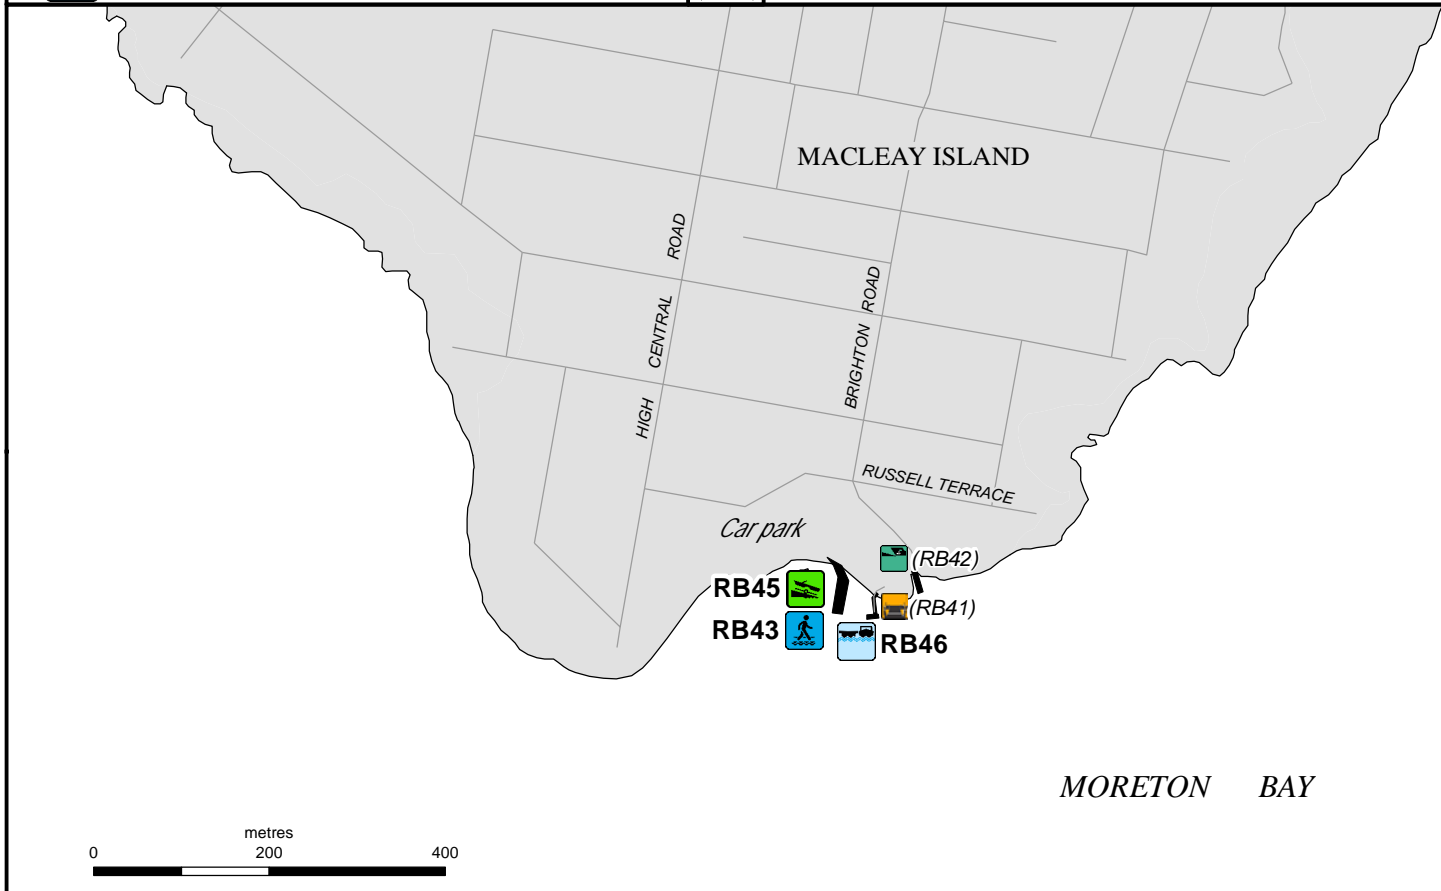 MACLEAY ISLAND
HIGH CENTRAL ROAD
BRIGHTON ROAD
RUSSELL TERRACE
Car park
(RB42)
RB45
(RB41)
RB43
RB46
MORETON BAY
metres
0 200 400